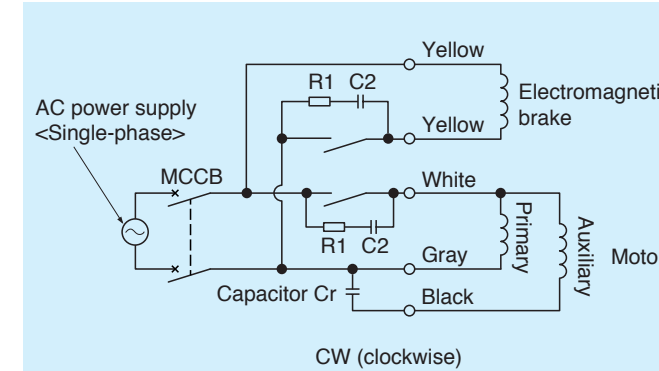 Yellow
R1 C2
Electromagneti
AC power supply
<Single-phase>
Yellow
brake
MCCB
White
R1 C2
Primary
Auxiliary
Gray
Moto
Capacitor Cr
Black
CW (clockwise)